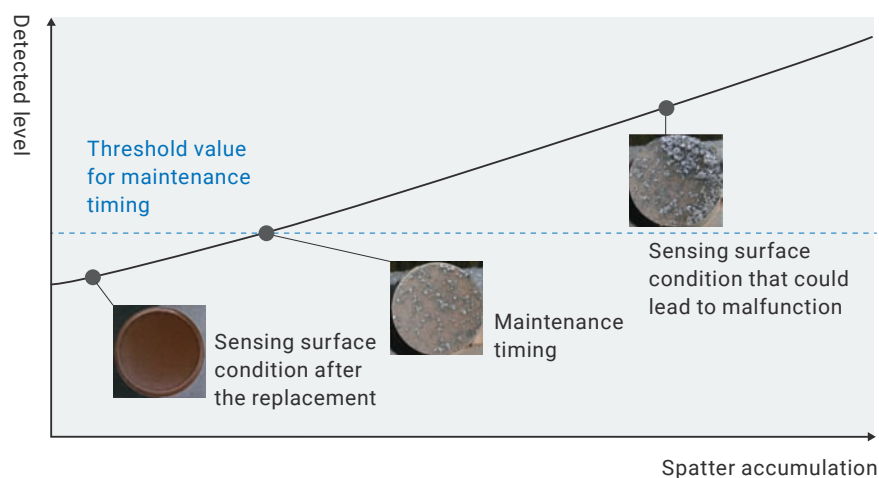 Detected level
Threshold value
for maintenance
timing
Sensing surface
condition that could
lead to malfunction
Maintenance
timing
Sensing surface
condition after
the replacement
Spatter accumulation